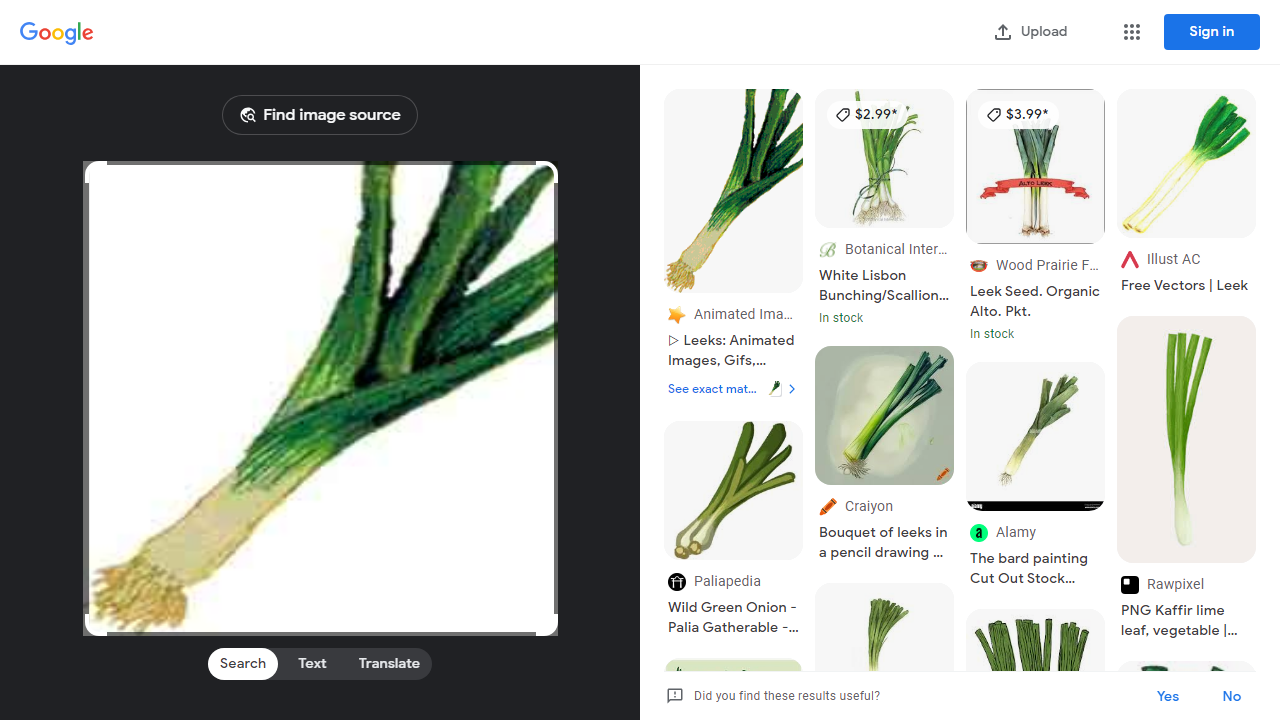 Google
Upload
Sign in
Find image source
Search
Text
Translate
Animated Ima...
▷ Leeks: Animated
Images, Gifs,...
See exact mat...
Paliapedia
Wild Green Onion -
Palia Gatherable -...
$2.99*
Botanical Inter...
White Lisbon
Bunching/Scallion...
In stock
Craiyon
Bouquet of leeks in
a pencil drawing ...
$3.99*
ALTO LEEK
Wood Prairie F...
Leek Seed. Organic
Alto. Pkt.
In stock
a
Alamy
The bard painting
Cut Out Stock...
Illust AC
Free Vectors | Leek
Rawpixel
PNG Kaffir lime
leaf, vegetable |...
Did you find these results useful?
Yes
No